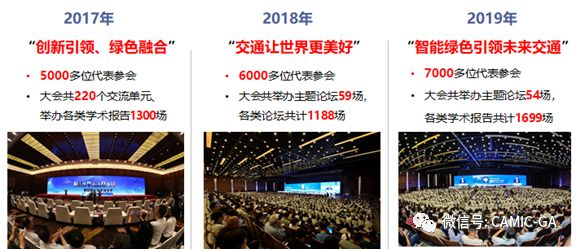 2017年
“创新引领、绿色融合”
• 5000多位代表参会
• 大会共220个交流单元、
举办各类学术报告1300场
2018年
“交通让世界更美好”
• 6000多位代表参会
• 大会共举办主题论坛59场，
各类论坛共计1188场
2019年
“智能绿色引领未来交通”
• 7000多位代表参会
• 大会共举办主题论坛54场，
各类学术报告共计1699场
微信号: CAMIC-GA